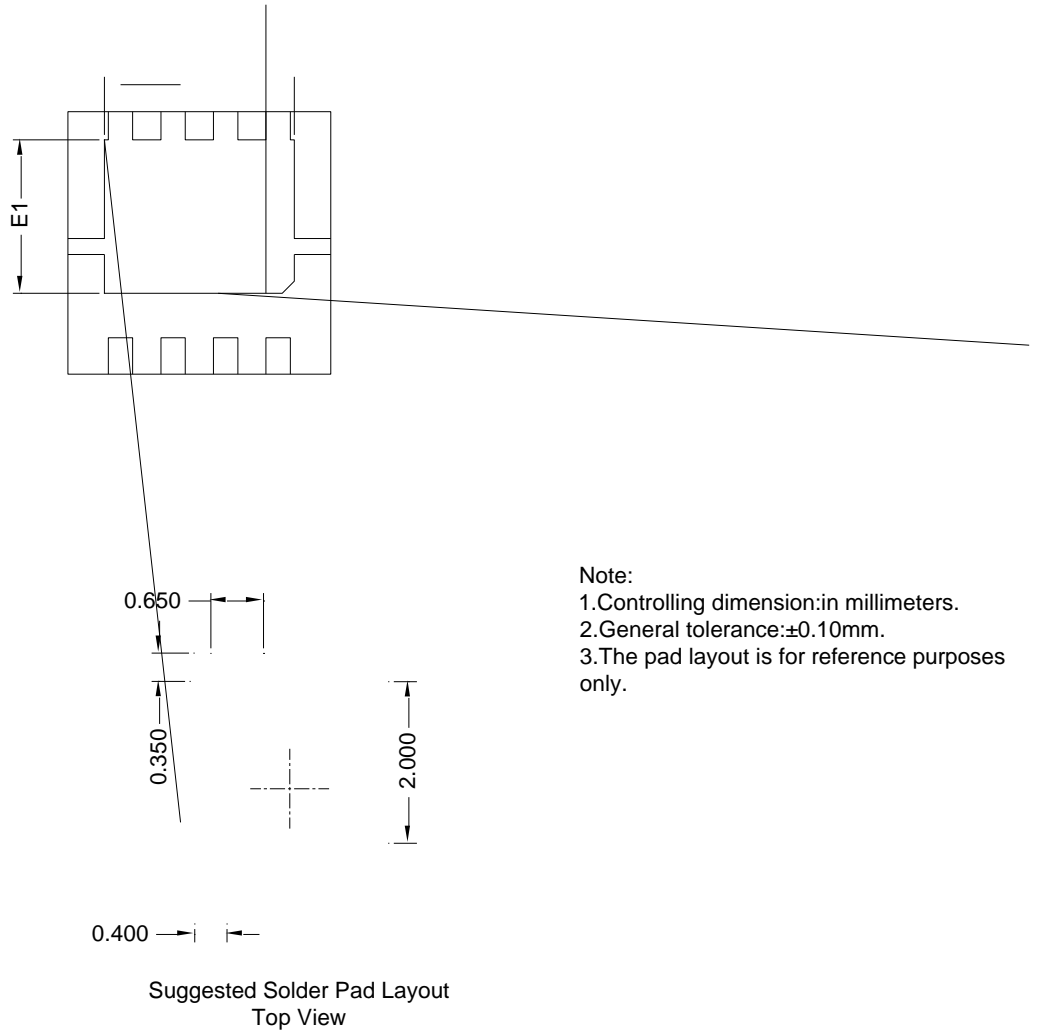 E1
0.650
0.350
2.000
0.400
Note:
1.Controlling dimension:in millimeters.
2.General tolerance:±0.10mm.
3.The pad layout is for reference purposes
only.
Suggested Solder Pad Layout
Top View